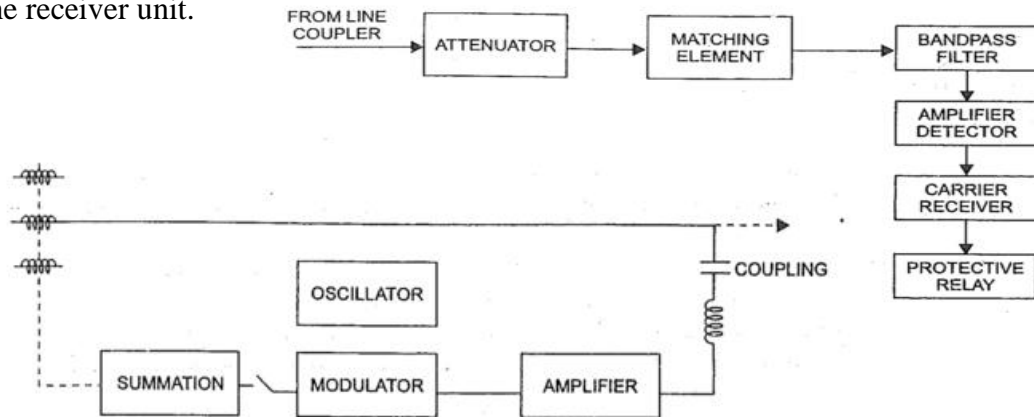 ne receiver unit.
FROM LINE
COUPLER
ATTENUATOR
MATCHING
ELEMENT
BANDPASS
FILTER
AMPLIFIER
DETECTOR
CARRIER
RECEIVER
PROTECTIVE
RELAY
COUPLING
OSCILLATOR
SUMMATION
MODULATOR
AMPLIFIER